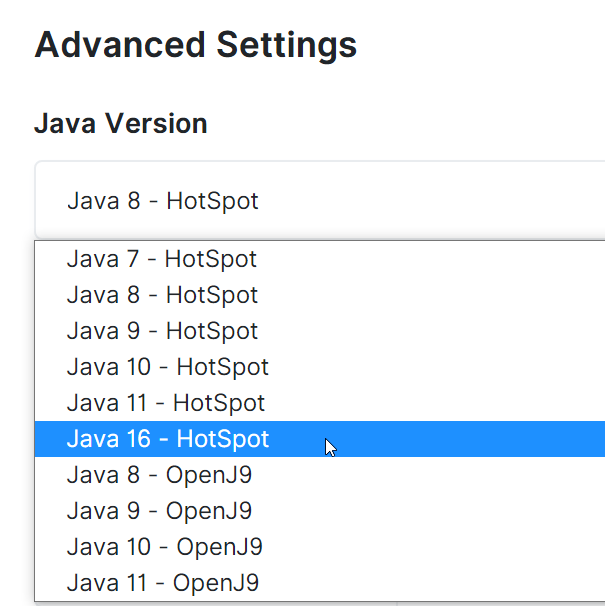 Advanced Settings
Java Version
Java 8 - HotSpot
Java 7 - HotSpot
Java 8 - HotSpot
Java 9 - HotSpot
Java 10 - HotSpot
Java 11 - HotSpot
Java 16 - HotSpot
Java 8 - OpenJ9
Java 9 - OpenJ9
Java 10 - OpenJ9
Java 11 - OpenJ9